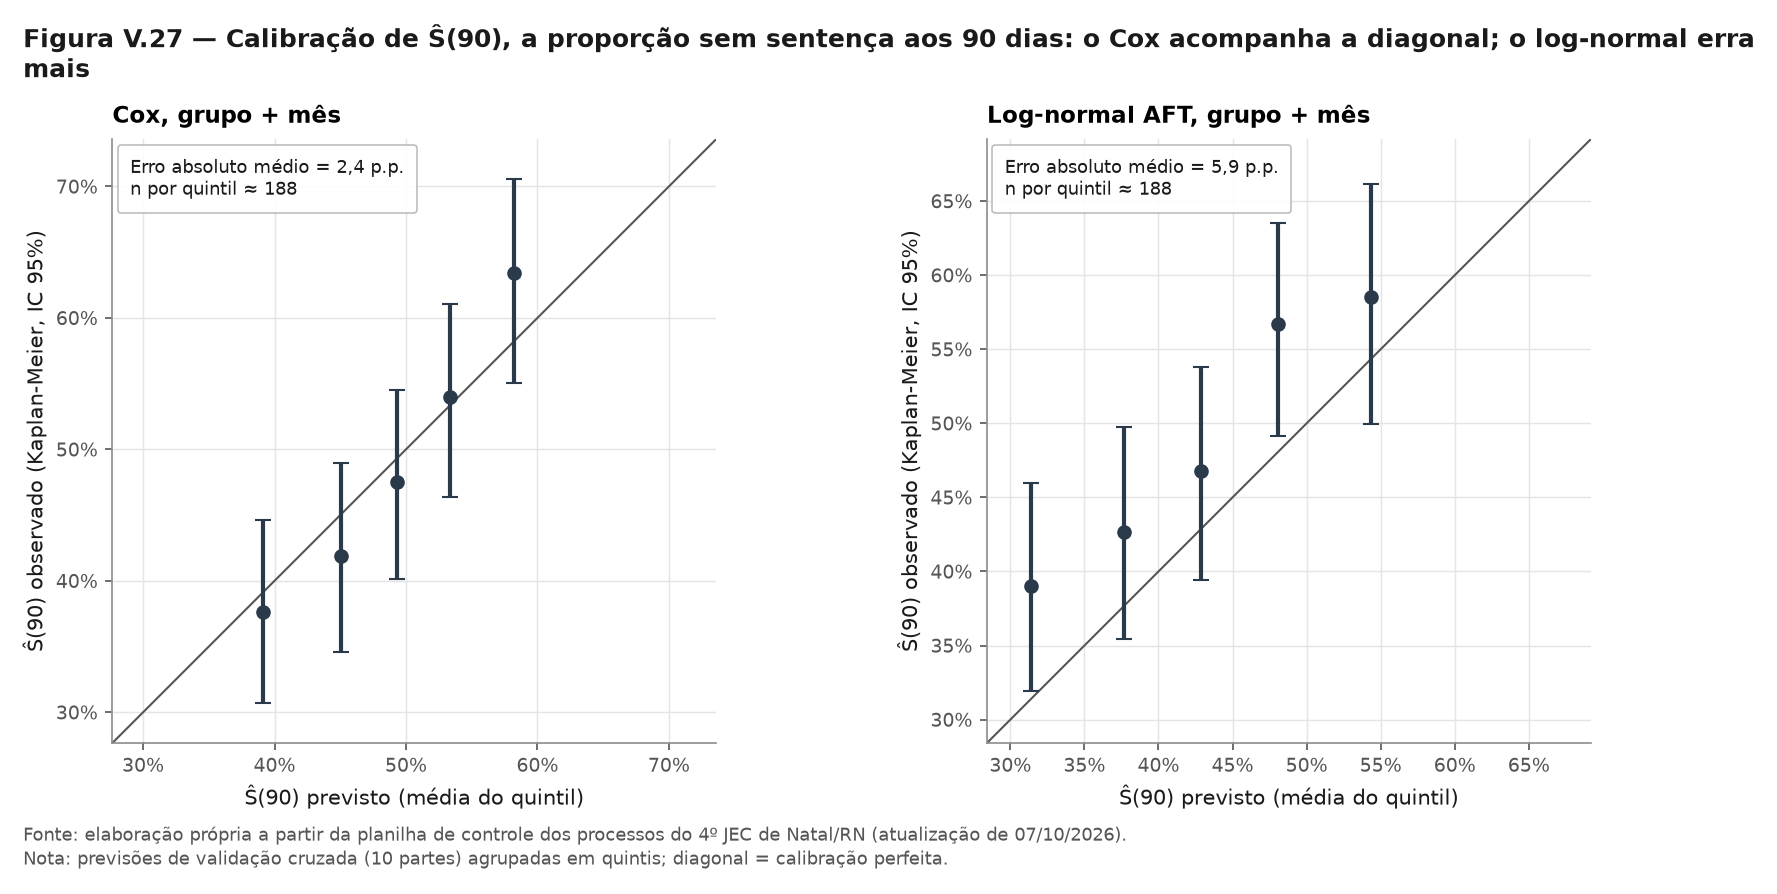 Figura V.27 — Calibração de Ŝ(90), a proporção sem sentença aos 90 dias: o Cox acompanha a diagonal; o log-normal erra
mais
Cox, grupo + mês
Erro absoluto médio = 2,4 p.p.
n por quintil ≈ 188
Ŝ(90) observado (Kaplan-Meier, IC 95%)
70%
60%
50%
40%
30%
30%
40%
50%
60%
70%
Ŝ(90) previsto (média do quintil)
Log-normal AFT, grupo + mês
Erro absoluto médio = 5,9 p.p.
n por quintil ≈ 188
Ŝ(90) observado (Kaplan-Meier, IC 95%)
65%
60%
55%
50%
45%
40%
35%
30%
30%
35%
40%
45%
50%
55%
60%
65%
Ŝ(90) previsto (média do quintil)
Fonte: elaboração própria a partir da planilha de controle dos processos do 4º JEC de Natal/RN (atualização de 07/10/2026).
Nota: previsões de validação cruzada (10 partes) agrupadas em quintis; diagonal = calibração perfeita.